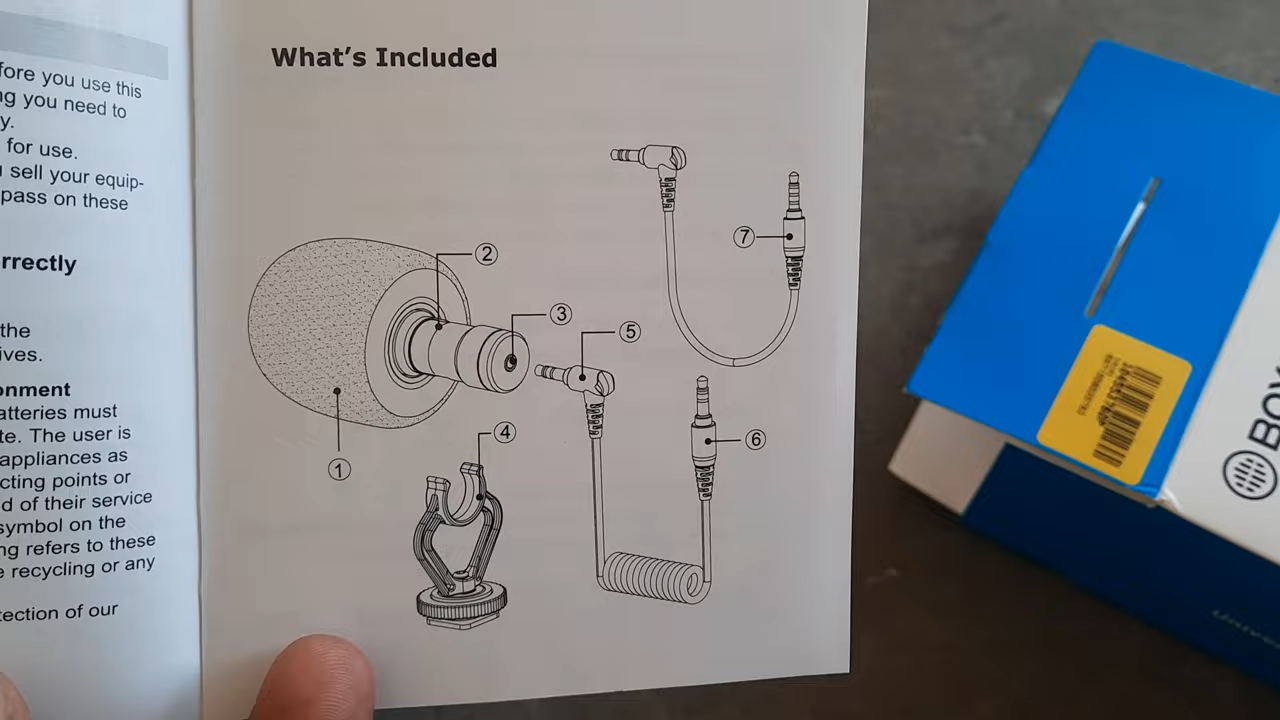 fore you use this
ng you need to
y.
for use.
sell your equip-
pass on these
rrectly
the
ives.
onment
atteries must
te. The user is
appliances as
cting points or
d of their service
symbol on the
ng refers to these
e recycling or any
tection of our
What's Included
①
②
③
④
⑤
⑥
⑦
BOY